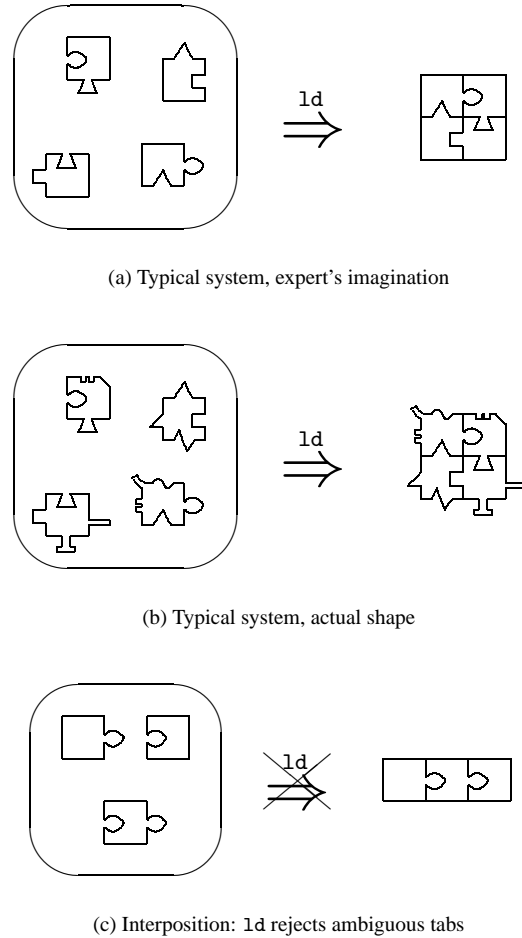 ld
(a) Typical system, expert's imagination
ld
(b) Typical system, actual shape
ld
(c) Interposition: ld rejects ambiguous tabs